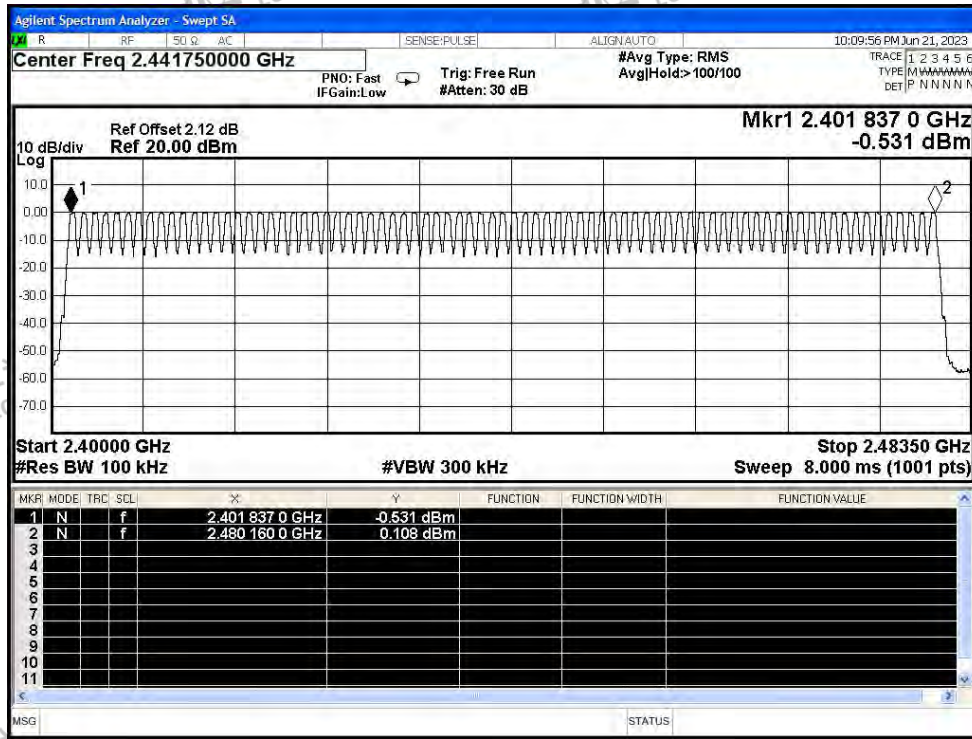 Agilent Spectrum Analyzer - Swept SA
LXI R RF 50 Ω AC SENSE:PULSE ALIGN AUTO 10:09:56 PM Jun 21, 2023
Center Freq 2.441750000 GHz
#Avg Type: RMS
TRACE 1 2 3 4 5 6
PNO: Fast Trig: Free Run Avg|Hold:>100/100
IFGain:Low #Atten: 30 dB
DET P N N N N N
Ref Offset 2.12 dB
Mkr1 2.401 837 0 GHz
10 dB/div Ref 20.00 dBm
-0.531 dBm
Log
10.0
0.00
-10.0
-20.0
-30.0
-40.0
-50.0
-60.0
-70.0
1
2
Start 2.40000 GHz Stop 2.48350 GHz
#Res BW 100 kHz #VBW 300 kHz Sweep 8.000 ms (1001 pts)
MKR MODE TRC SCL X Y FUNCTION FUNCTION WIDTH FUNCTION VALUE
1 N f 2.401 837 0 GHz -0.531 dBm
2 N f 2.480 160 0 GHz 0.108 dBm
3
4
5
6
7
8
9
10
11
MSG STATUS